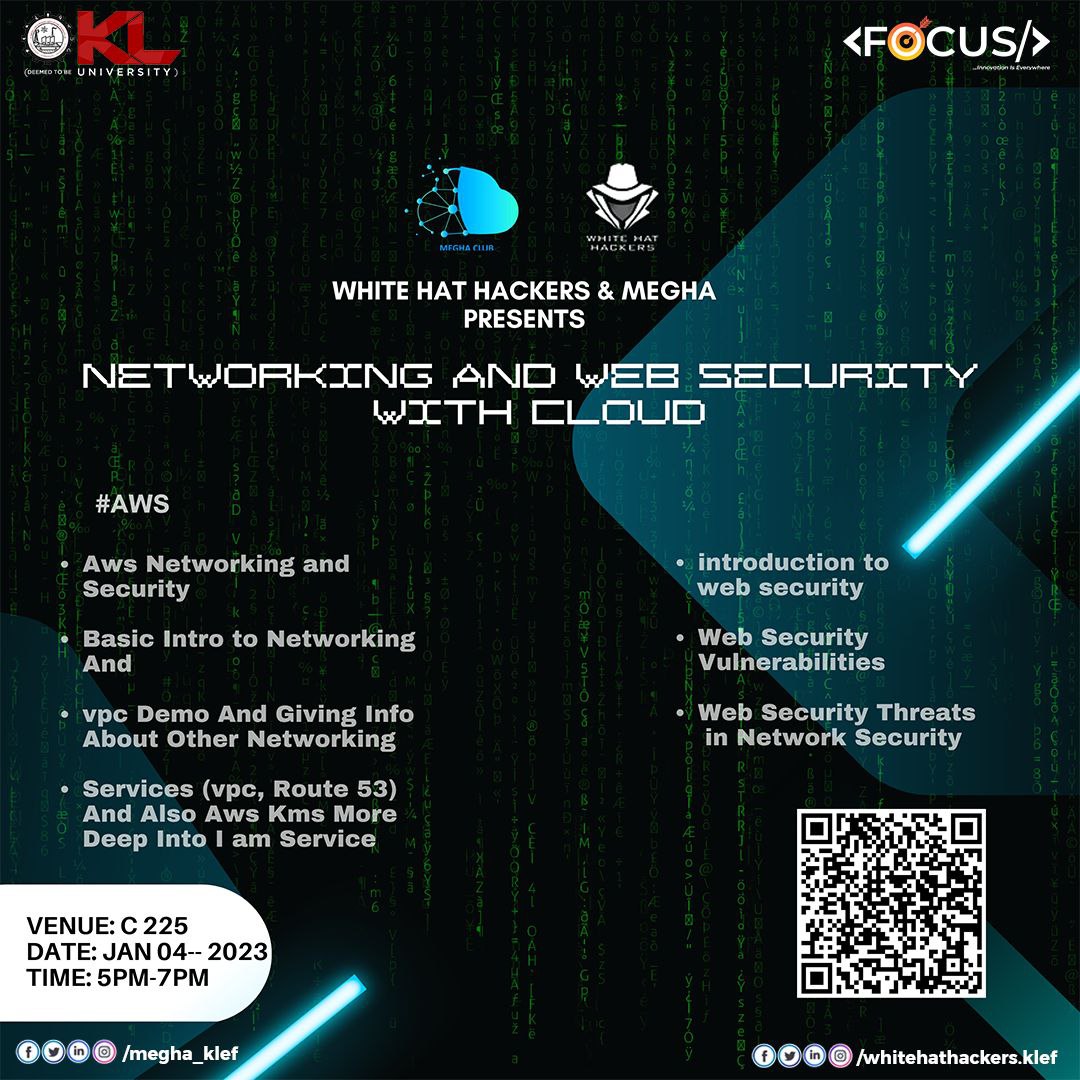 KL
(DEEMED TO BE UNIVERSITY)
<FOCUS/>
...Innovation Is Everywhere
MEGHA CLUB
WHITE HAT
HACKERS
WHITE HAT HACKERS & MEGHA
PRESENTS
NETWORKING AND WEB SECURITY
WITH CLOUD
#AWS
• Aws Networking and
Security
• Basic Intro to Networking
And
• vpc Demo And Giving Info
About Other Networking
• Services (vpc, Route 53)
And Also Aws Kms More
Deep Into I am Service
• introduction to
web security
• Web Security
Vulnerabilities
• Web Security Threats
in Network Security
VENUE: C 225
DATE: JAN 04-- 2023
TIME: 5PM-7PM
/megha_klef
/whitehathackers.klef